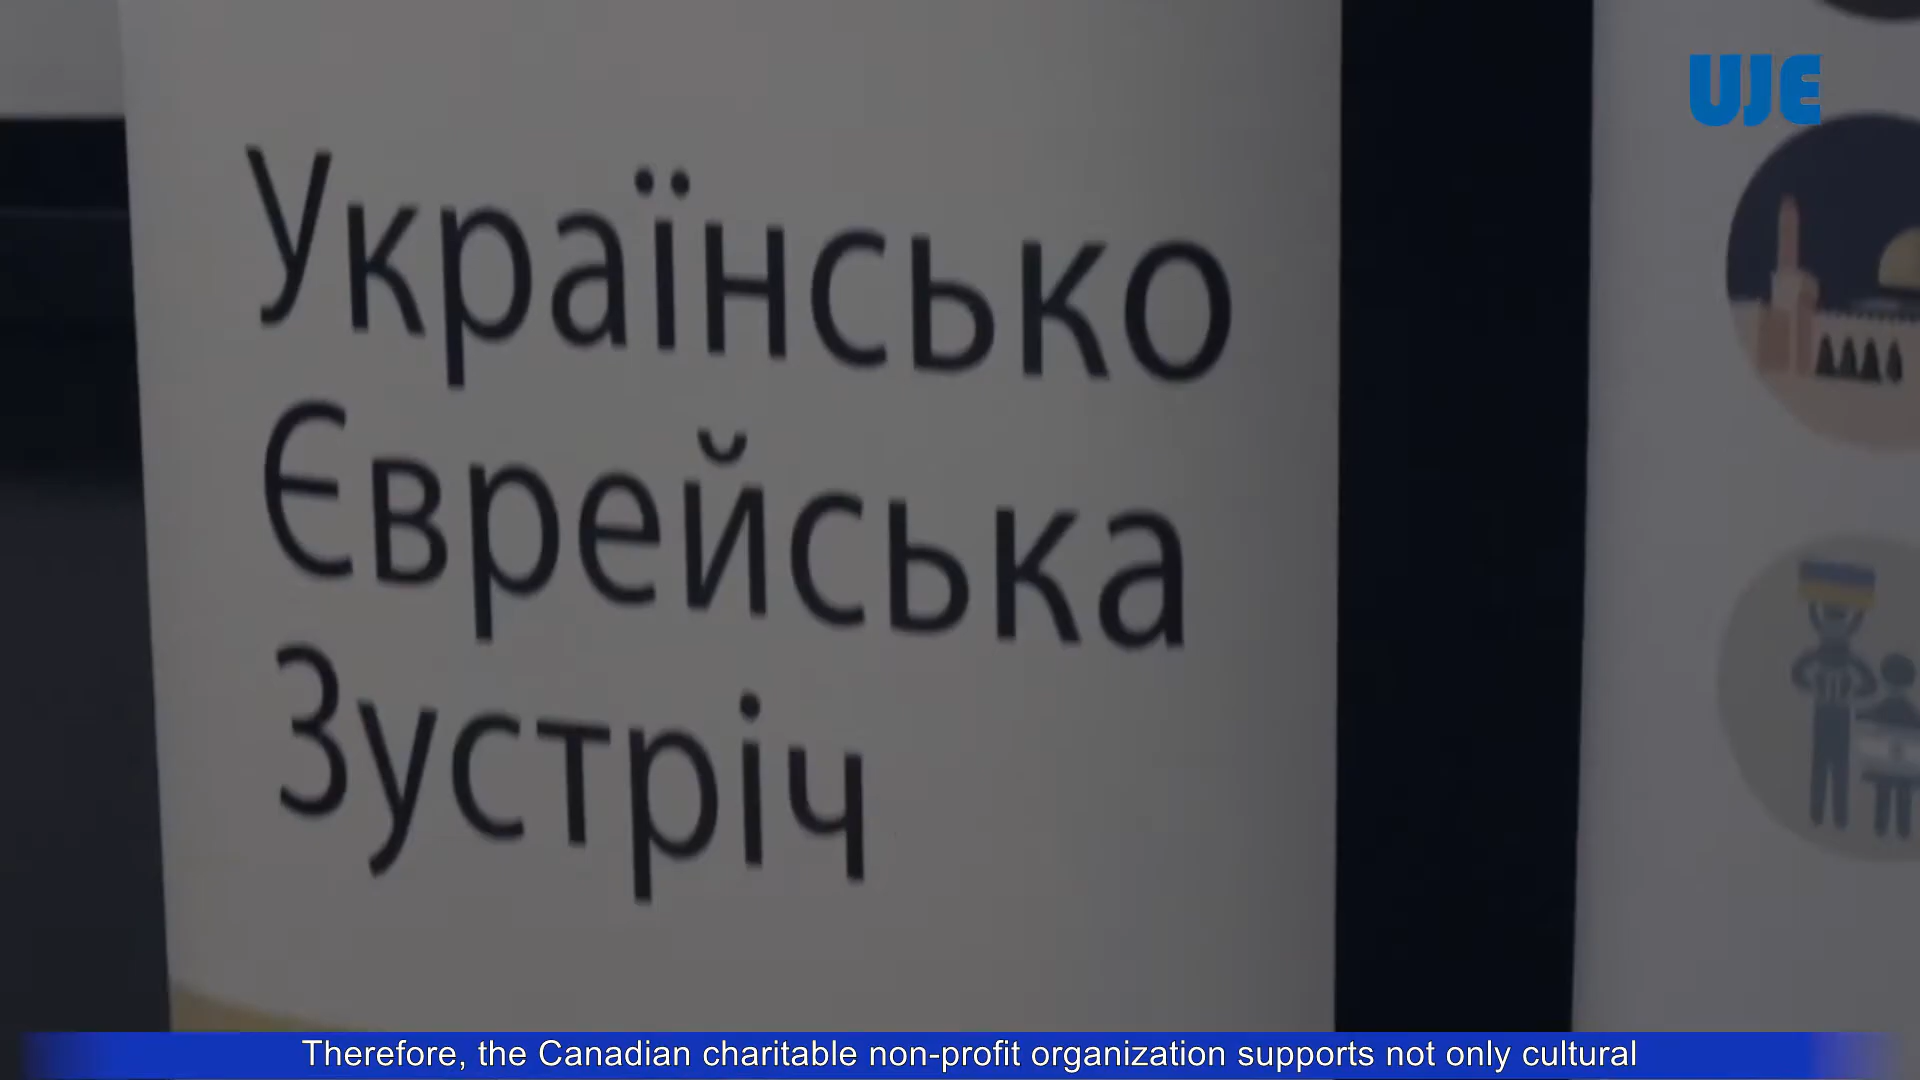 UJE
Українсько
Єврейська
Зустріч
Therefore, the Canadian charitable non-profit organization supports not only cultural